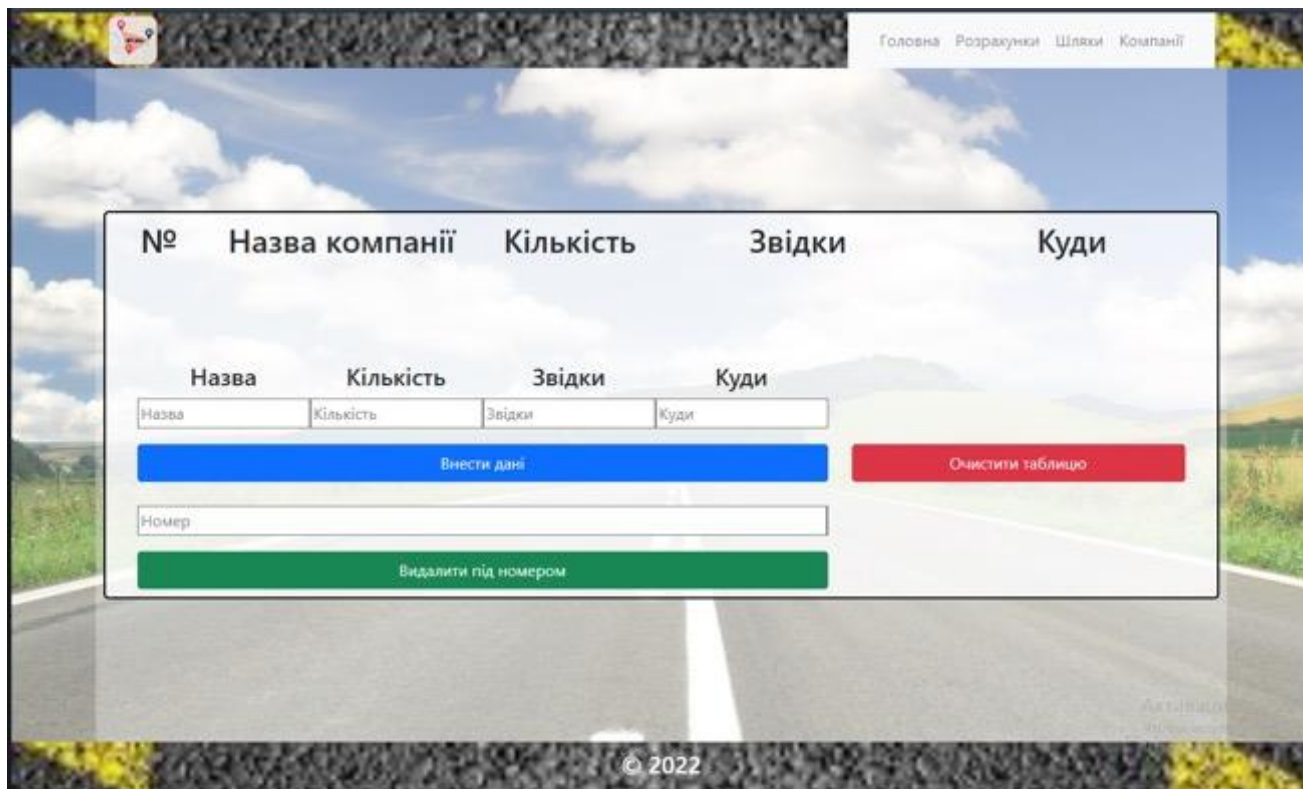 Головна Розрахунки Шляхи Компанії
№ Назва компанії Кількість Звідки Куди
Назва Кількість Звідки Куди
Назва Кількість Звідки Куди
Внести дані Очистити таблицю
Номер
Видалити під номером
© 2022